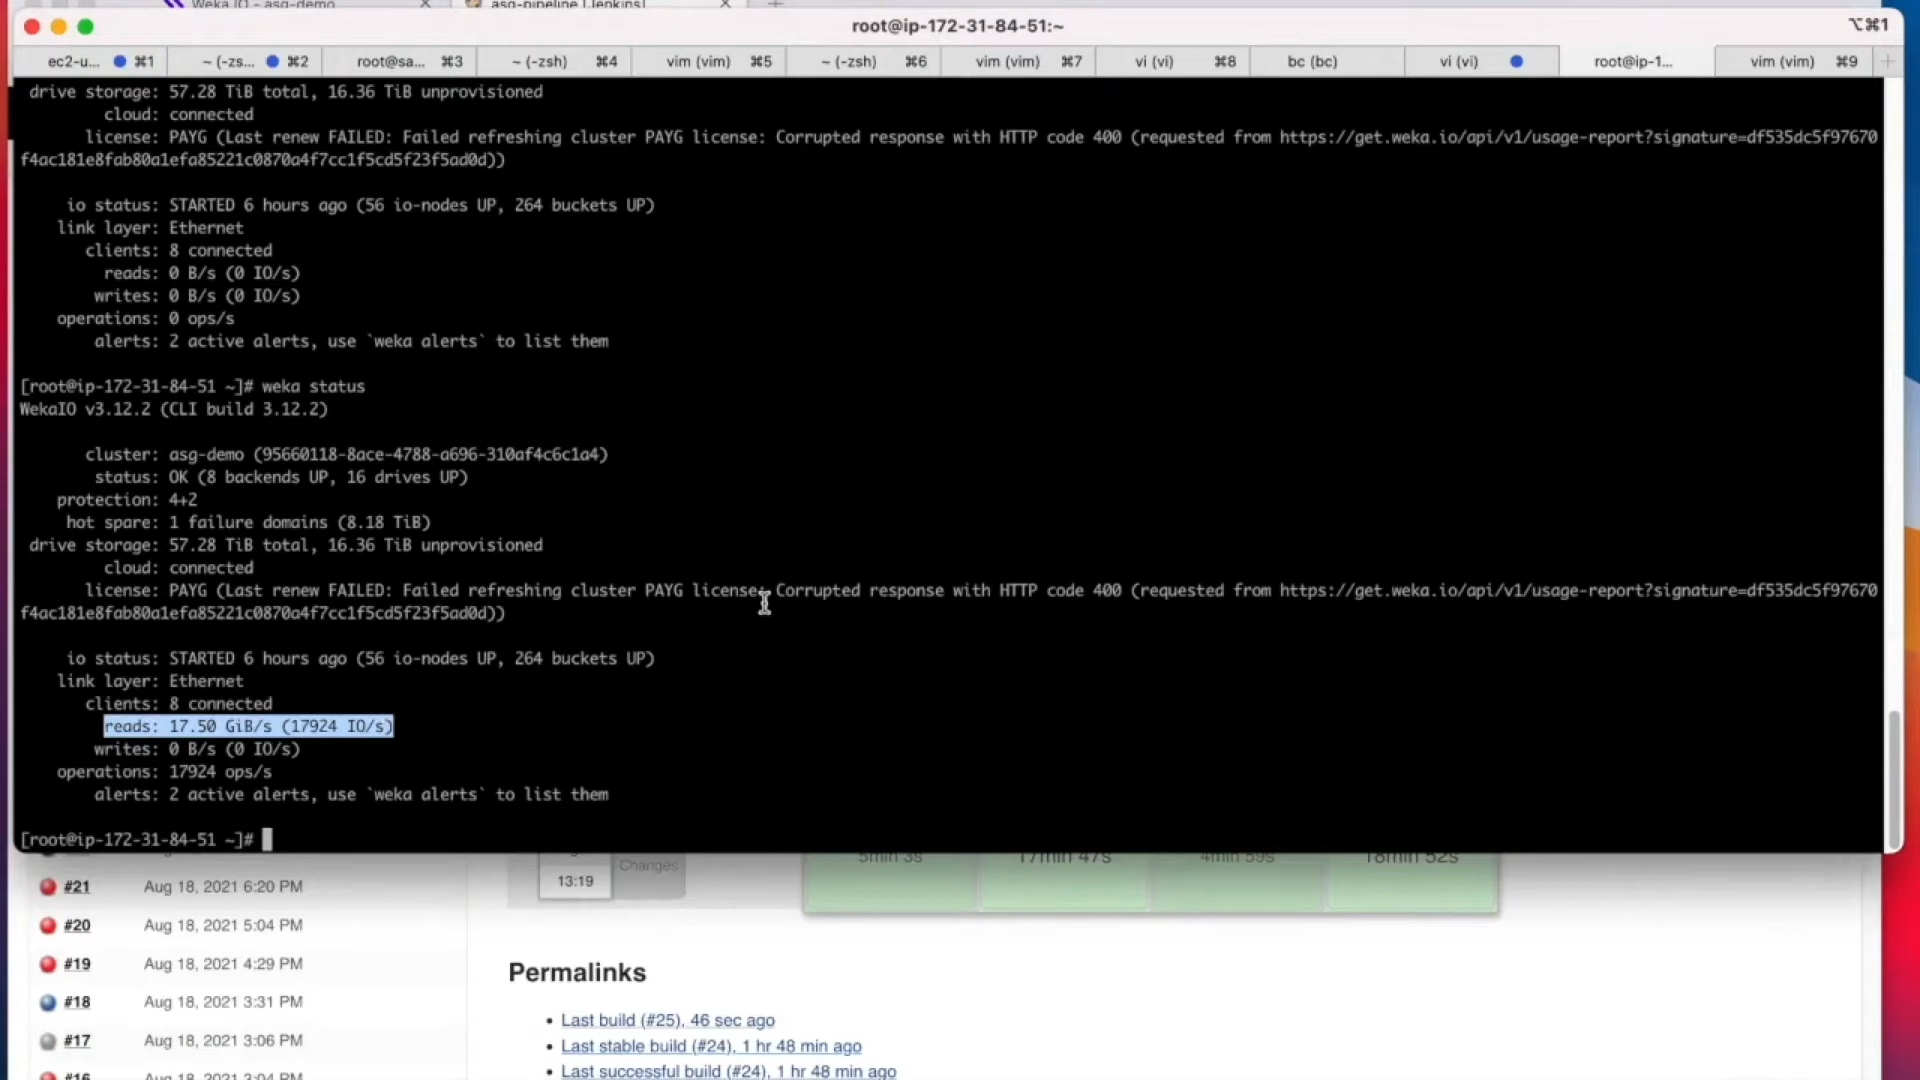 Weka IO - asg-demo
asg-pipeline [Jenkins]
root@ip-172-31-84-51:~
⌥⌘1
ec2-u... ⌘1
~ (-zs... ⌘2
root@sa... ⌘3
~ (-zsh) ⌘4
vim (vim) ⌘5
~ (-zsh) ⌘6
vim (vim) ⌘7
vi (vi) ⌘8
bc (bc)
vi (vi)
root@ip-1...
vim (vim) ⌘9
drive storage: 57.28 TiB total, 16.36 TiB unprovisioned
cloud: connected
license: PAYG (Last renew FAILED: Failed refreshing cluster PAYG license: Corrupted response with HTTP code 400 (requested from https://get.weka.io/api/v1/usage-report?signature=df535dc5f97670
f4ac181e8fab80a1efa85221c0870a4f7cc1f5cd5f23f5ad0d))
io status: STARTED 6 hours ago (56 io-nodes UP, 264 buckets UP)
link layer: Ethernet
clients: 8 connected
reads: 0 B/s (0 IO/s)
writes: 0 B/s (0 IO/s)
operations: 0 ops/s
alerts: 2 active alerts, use `weka alerts` to list them
[root@ip-172-31-84-51 ~]# weka status
WekaIO v3.12.2 (CLI build 3.12.2)
cluster: asg-demo (95660118-8ace-4788-a696-310af4c6c1a4)
status: OK (8 backends UP, 16 drives UP)
protection: 4+2
hot spare: 1 failure domains (8.18 TiB)
drive storage: 57.28 TiB total, 16.36 TiB unprovisioned
cloud: connected
license: PAYG (Last renew FAILED: Failed refreshing cluster PAYG license: Corrupted response with HTTP code 400 (requested from https://get.weka.io/api/v1/usage-report?signature=df535dc5f97670
f4ac181e8fab80a1efa85221c0870a4f7cc1f5cd5f23f5ad0d))
io status: STARTED 6 hours ago (56 io-nodes UP, 264 buckets UP)
link layer: Ethernet
clients: 8 connected
reads: 17.50 GiB/s (17924 IO/s)
writes: 0 B/s (0 IO/s)
operations: 17924 ops/s
alerts: 2 active alerts, use `weka alerts` to list them
[root@ip-172-31-84-51 ~]#
13:19
Changes
5min 3s
17min 47s
4min 59s
18min 52s
#21 Aug 18, 2021 6:20 PM
#20 Aug 18, 2021 5:04 PM
#19 Aug 18, 2021 4:29 PM
#18 Aug 18, 2021 3:31 PM
#17 Aug 18, 2021 3:06 PM
#16 Aug 18, 2021 3:04 PM
Permalinks
• Last build (#25), 46 sec ago
• Last stable build (#24), 1 hr 48 min ago
• Last successful build (#24), 1 hr 48 min ago